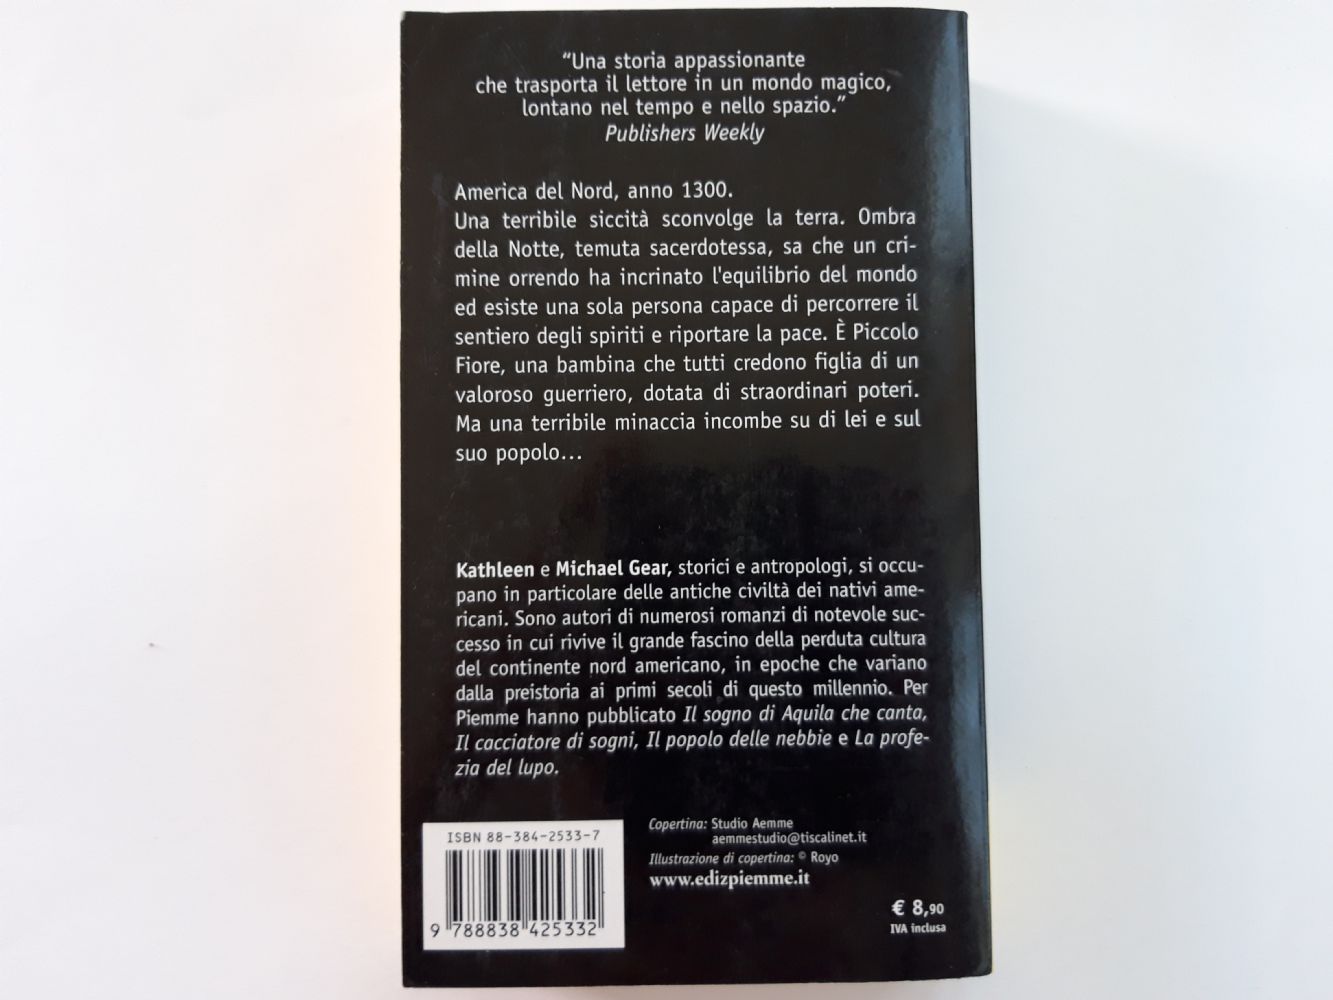 “Una storia appassionante
che trasporta il lettore in un mondo magico,
lontano nel tempo e nello spazio.”
Publishers Weekly
America del Nord, anno 1300.
Una terribile siccità sconvolge la terra. Ombra
della Notte, temuta sacerdotessa, sa che un cri-
mine orrendo ha incrinato l'equilibrio del mondo
ed esiste una sola persona capace di percorrere il
sentiero degli spiriti e riportare la pace. È Piccolo
Fiore, una bambina che tutti credono figlia di un
valoroso guerriero, dotata di straordinari poteri.
Ma una terribile minaccia incombe su di lei e sul
suo popolo...
Kathleen e Michael Gear, storici e antropologi, si occu-
pano in particolare delle antiche civiltà dei nativi ame-
ricani. Sono autori di numerosi romanzi di notevole suc-
cesso in cui rivive il grande fascino della perduta cultura
del continente nord americano, in epoche che variano
dalla preistoria ai primi secoli di questo millennio. Per
Piemme hanno pubblicato Il sogno di Aquila che canta,
Il cacciatore di sogni, Il popolo delle nebbie e La profe-
zia del lupo.
ISBN 88-384-2533-7
9 788838 425332
Copertina: Studio Aemme
aemmestudio@tiscalinet.it
Illustrazione di copertina: © Royo
www.edizpiemme.it
€ 8,90
IVA inclusa